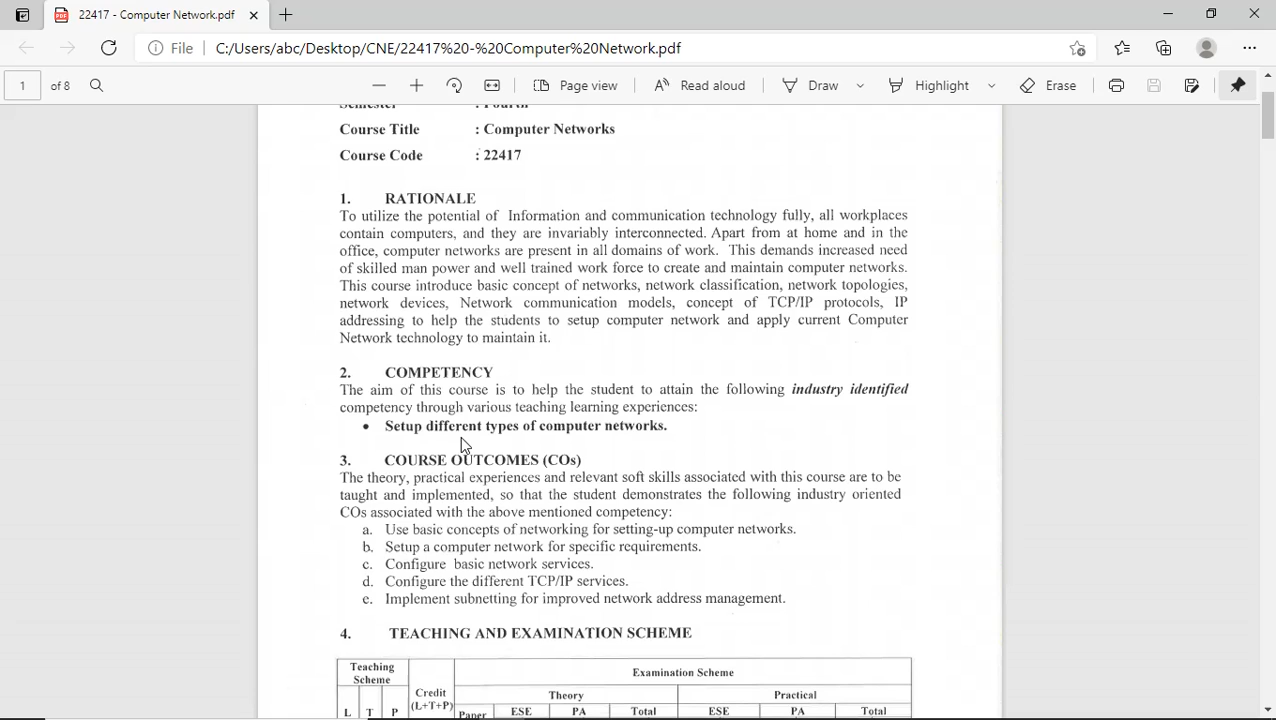 22417 - Computer Network.pdf
File C:/Users/abc/Desktop/CNE/22417%20-%20Computer%20Network.pdf
1 of 8 Page view Read aloud Draw Highlight Erase
Semester : Fourth
Course Title : Computer Networks
Course Code : 22417
1. RATIONALE
To utilize the potential of Information and communication technology fully, all workplaces
contain computers, and they are invariably interconnected. Apart from at home and in the
office, computer networks are present in all domains of work. This demands increased need
of skilled man power and well trained work force to create and maintain computer networks.
This course introduce basic concept of networks, network classification, network topologies,
network devices, Network communication models, concept of TCP/IP protocols, IP
addressing to help the students to setup computer network and apply current Computer
Network technology to maintain it.
2. COMPETENCY
The aim of this course is to help the student to attain the following industry identified
competency through various teaching learning experiences:
• Setup different types of computer networks.
3. COURSE OUTCOMES (COs)
The theory, practical experiences and relevant soft skills associated with this course are to be
taught and implemented, so that the student demonstrates the following industry oriented
COs associated with the above mentioned competency:
a. Use basic concepts of networking for setting-up computer networks.
b. Setup a computer network for specific requirements.
c. Configure basic network services.
d. Configure the different TCP/IP services.
e. Implement subnetting for improved network address management.
4. TEACHING AND EXAMINATION SCHEME
Teaching
Scheme
Credit
(L+T+P)
Examination Scheme
Theory Practical
L T P Paper ESE PA Total ESE PA Total